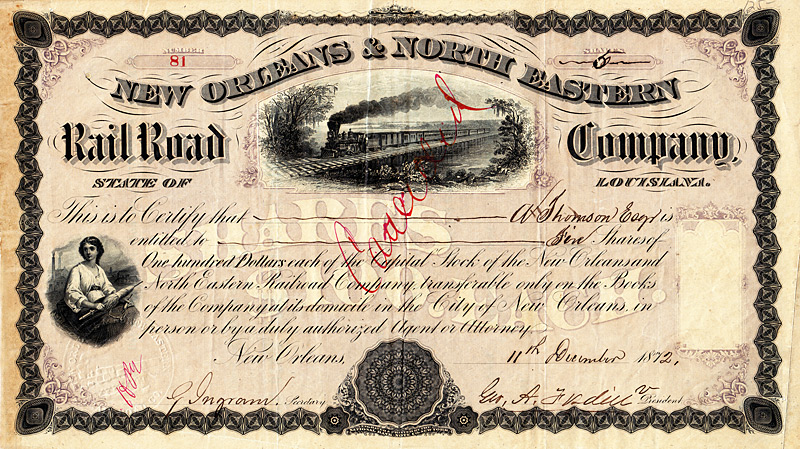 NUMBER
81
SHARES
5
NEW ORLEANS & NORTH EASTERN
Rail Road Company,
STATE OF LOUISIANA.
Cancelled
This is to Certify that A Thomson Esqr is
entitled to Five Shares of
One hundred Dollars each of the Capital Stock of the New Orleans and
North Eastern Railroad Company, transferable only on the Books
of the Company at its domicile in the City of New Orleans, in
person or by a duly authorized Agent or Attorney.
New Orleans, 11th December 1872.
G Ingram. Secretary Geo, A. President